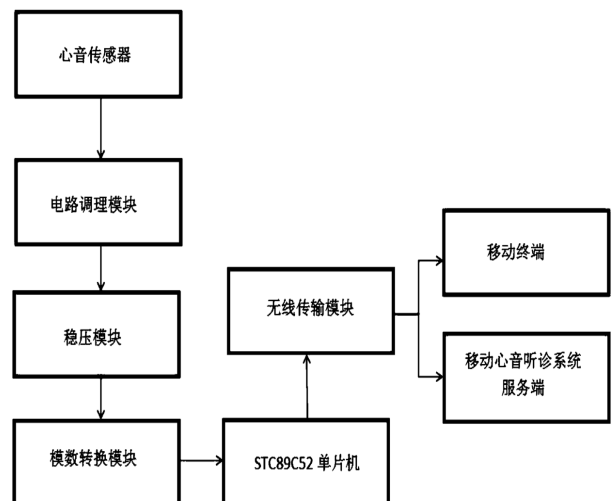 心音传感器
电路调理模块
稳压模块
模数转换模块
STC89C52 单片机
无线传输模块
移动终端
移动心音听诊系统
服务端